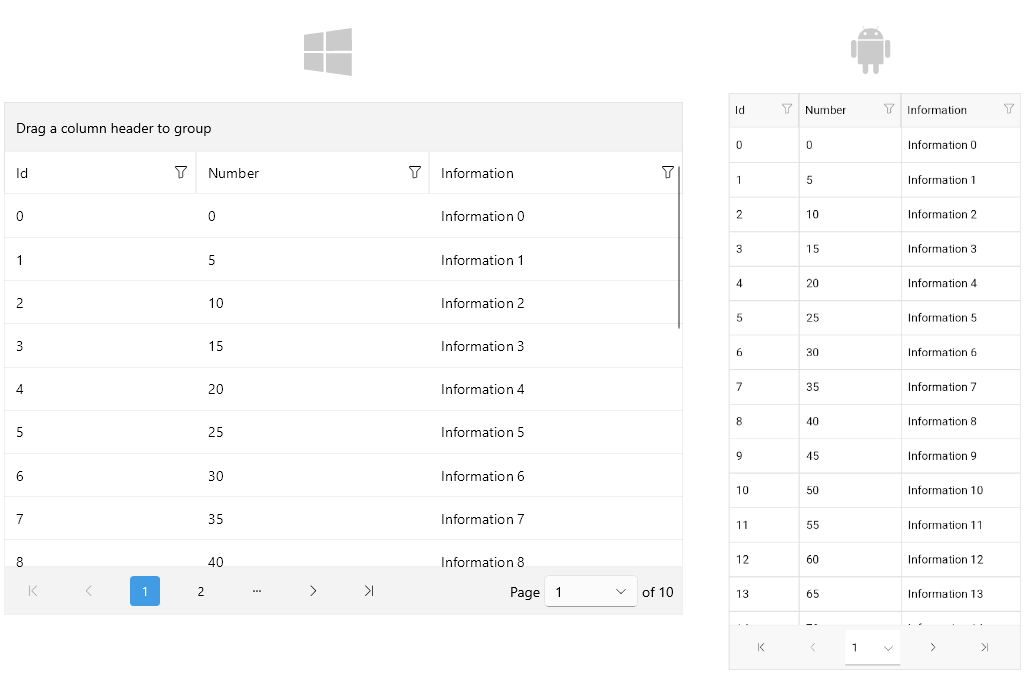 Drag a column header to group
Id Number Information
0 0 Information 0
1 5 Information 1
2 10 Information 2
3 15 Information 3
4 20 Information 4
5 25 Information 5
6 30 Information 6
7 35 Information 7
8 40 Information 8
1 2 ... Page 1 of 10
Id Number Information
0 0 Information 0
1 5 Information 1
2 10 Information 2
3 15 Information 3
4 20 Information 4
5 25 Information 5
6 30 Information 6
7 35 Information 7
8 40 Information 8
9 45 Information 9
10 50 Information 10
11 55 Information 11
12 60 Information 12
13 65 Information 13
1